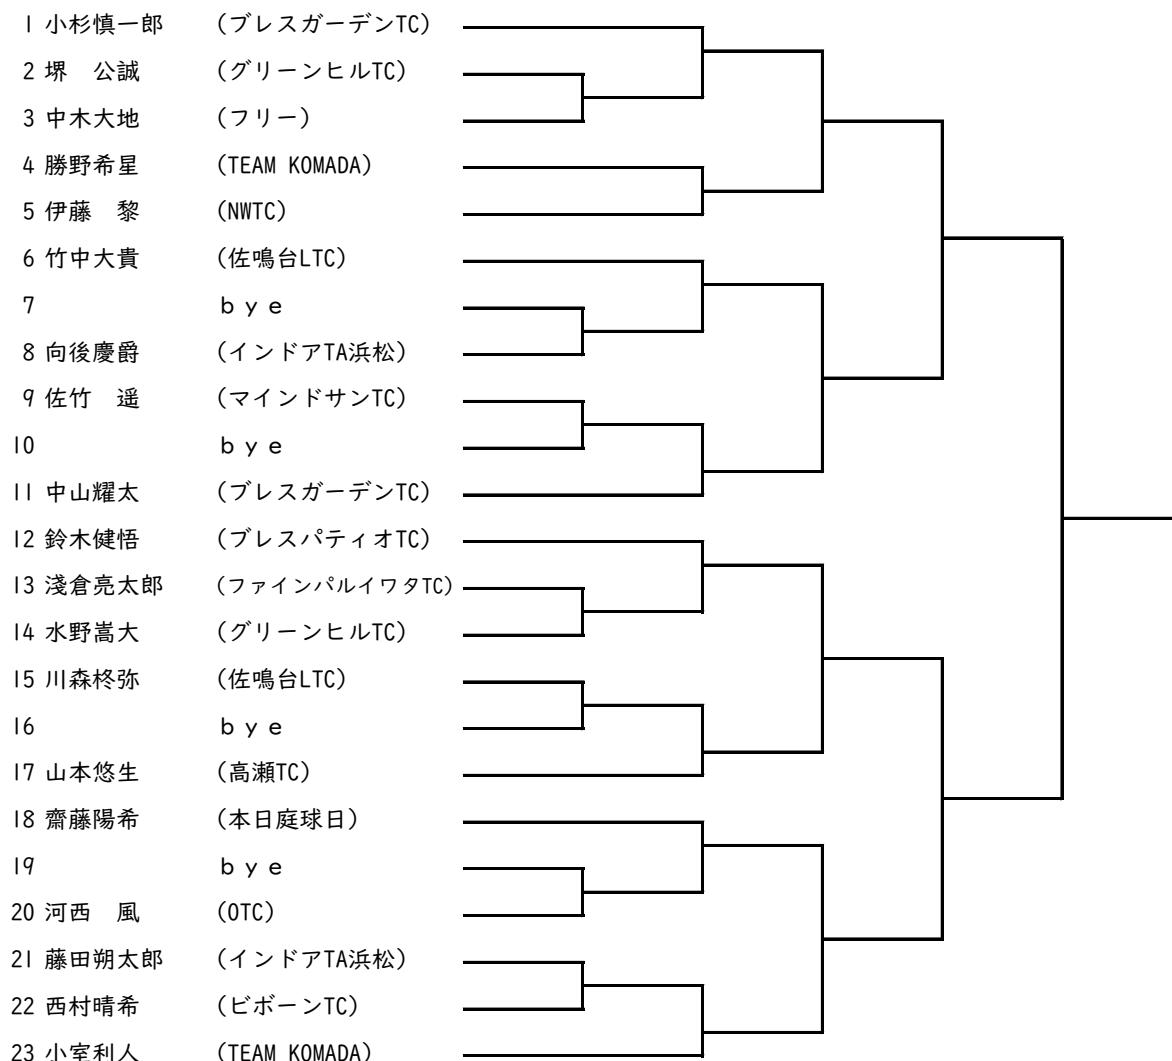 1 小杉慎一郎 (ブレスガーデンTC)
2 堺　公誠 (グリーンヒルTC)
3 中木大地 (フリー)
4 勝野希星 (TEAM KOMADA)
5 伊藤　黎 (NWTC)
6 竹中大貴 (佐鳴台LTC)
7 ｂｙｅ
8 向後慶爵 (インドアTA浜松)
9 佐竹　遥 (マインドサンTC)
10 ｂｙｅ
11 中山耀太 (ブレスガーデンTC)
12 鈴木健悟 (ブレスパティオTC)
13 淺倉亮太郎 (ファインパルイワタTC)
14 水野嵩大 (グリーンヒルTC)
15 川森柊弥 (佐鳴台LTC)
16 ｂｙｅ
17 山本悠生 (高瀬TC)
18 齋藤陽希 (本日庭球日)
19 ｂｙｅ
20 河西　風 (OTC)
21 藤田朔太郎 (インドアTA浜松)
22 西村晴希 (ビボーンTC)
23 小室利人 (TEAM KOMADA)